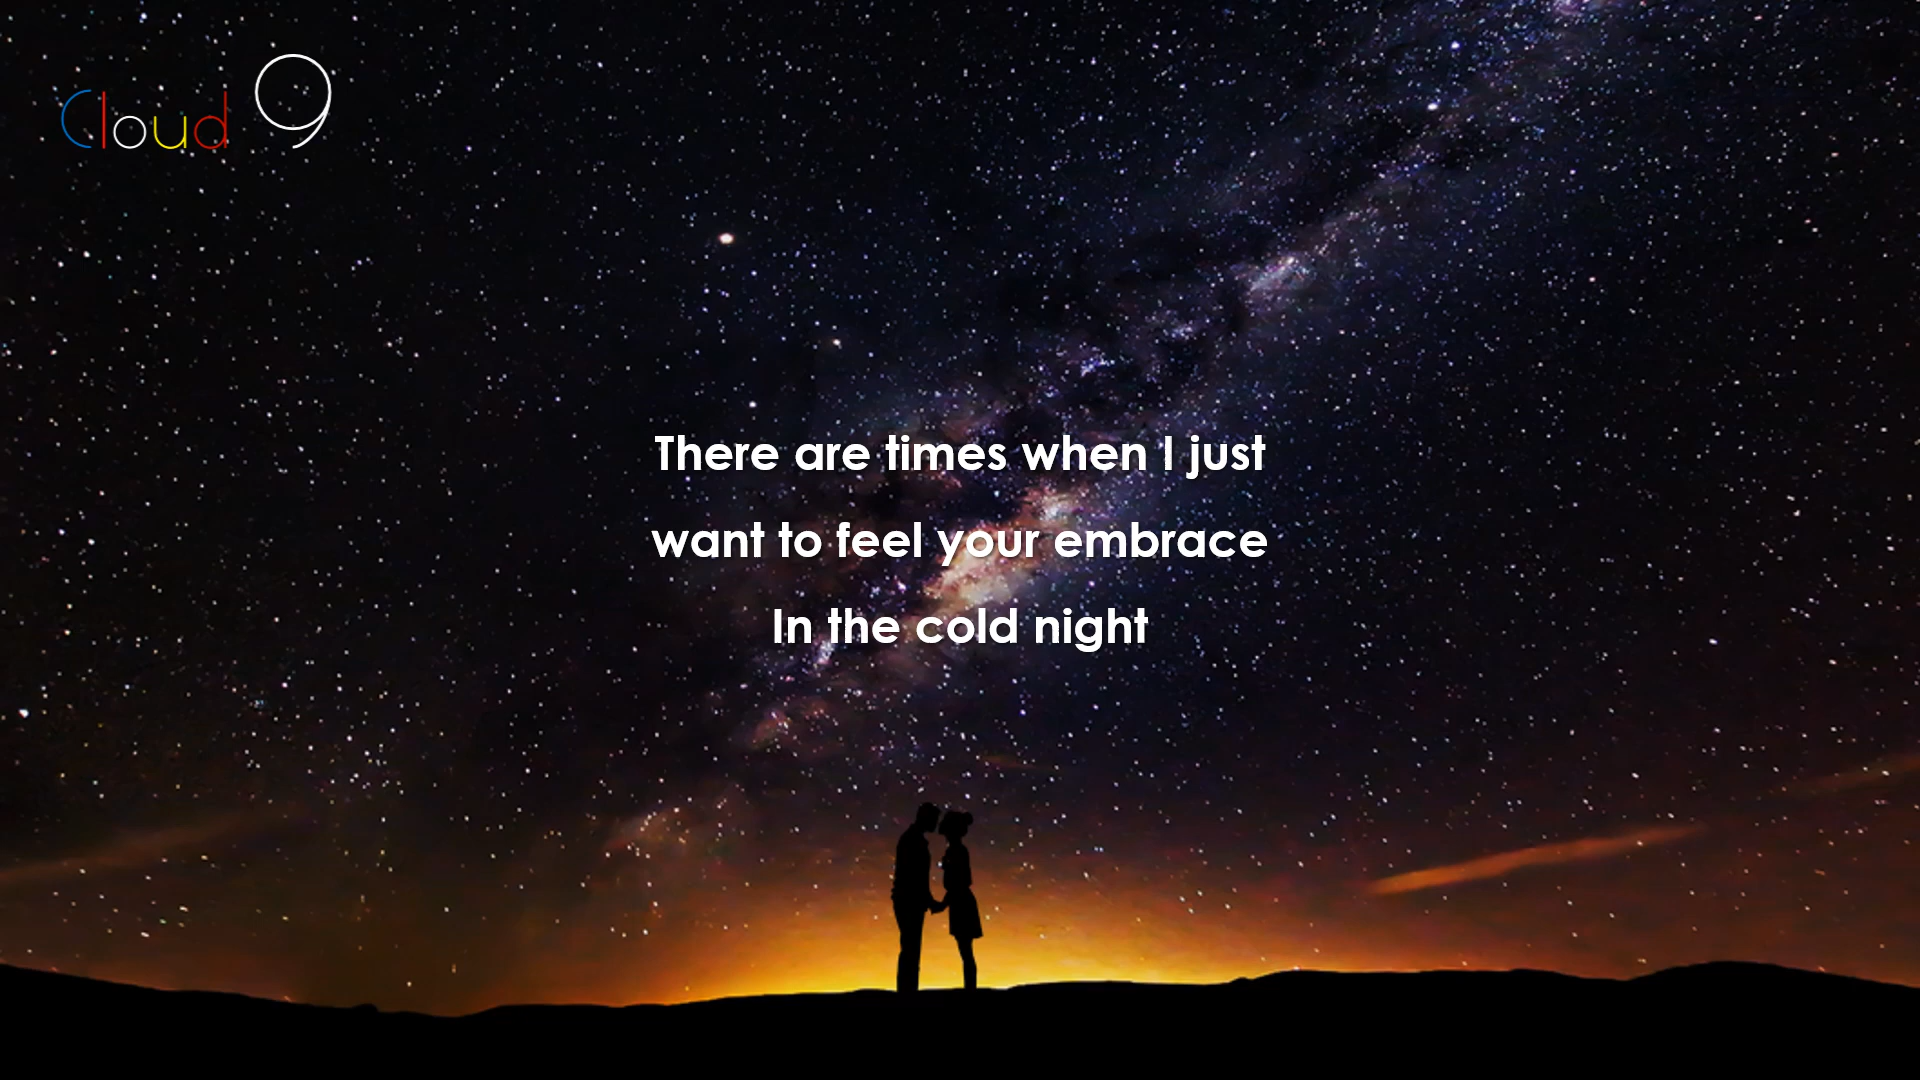 Cloud 9
There are times when I just
want to feel your embrace
In the cold night